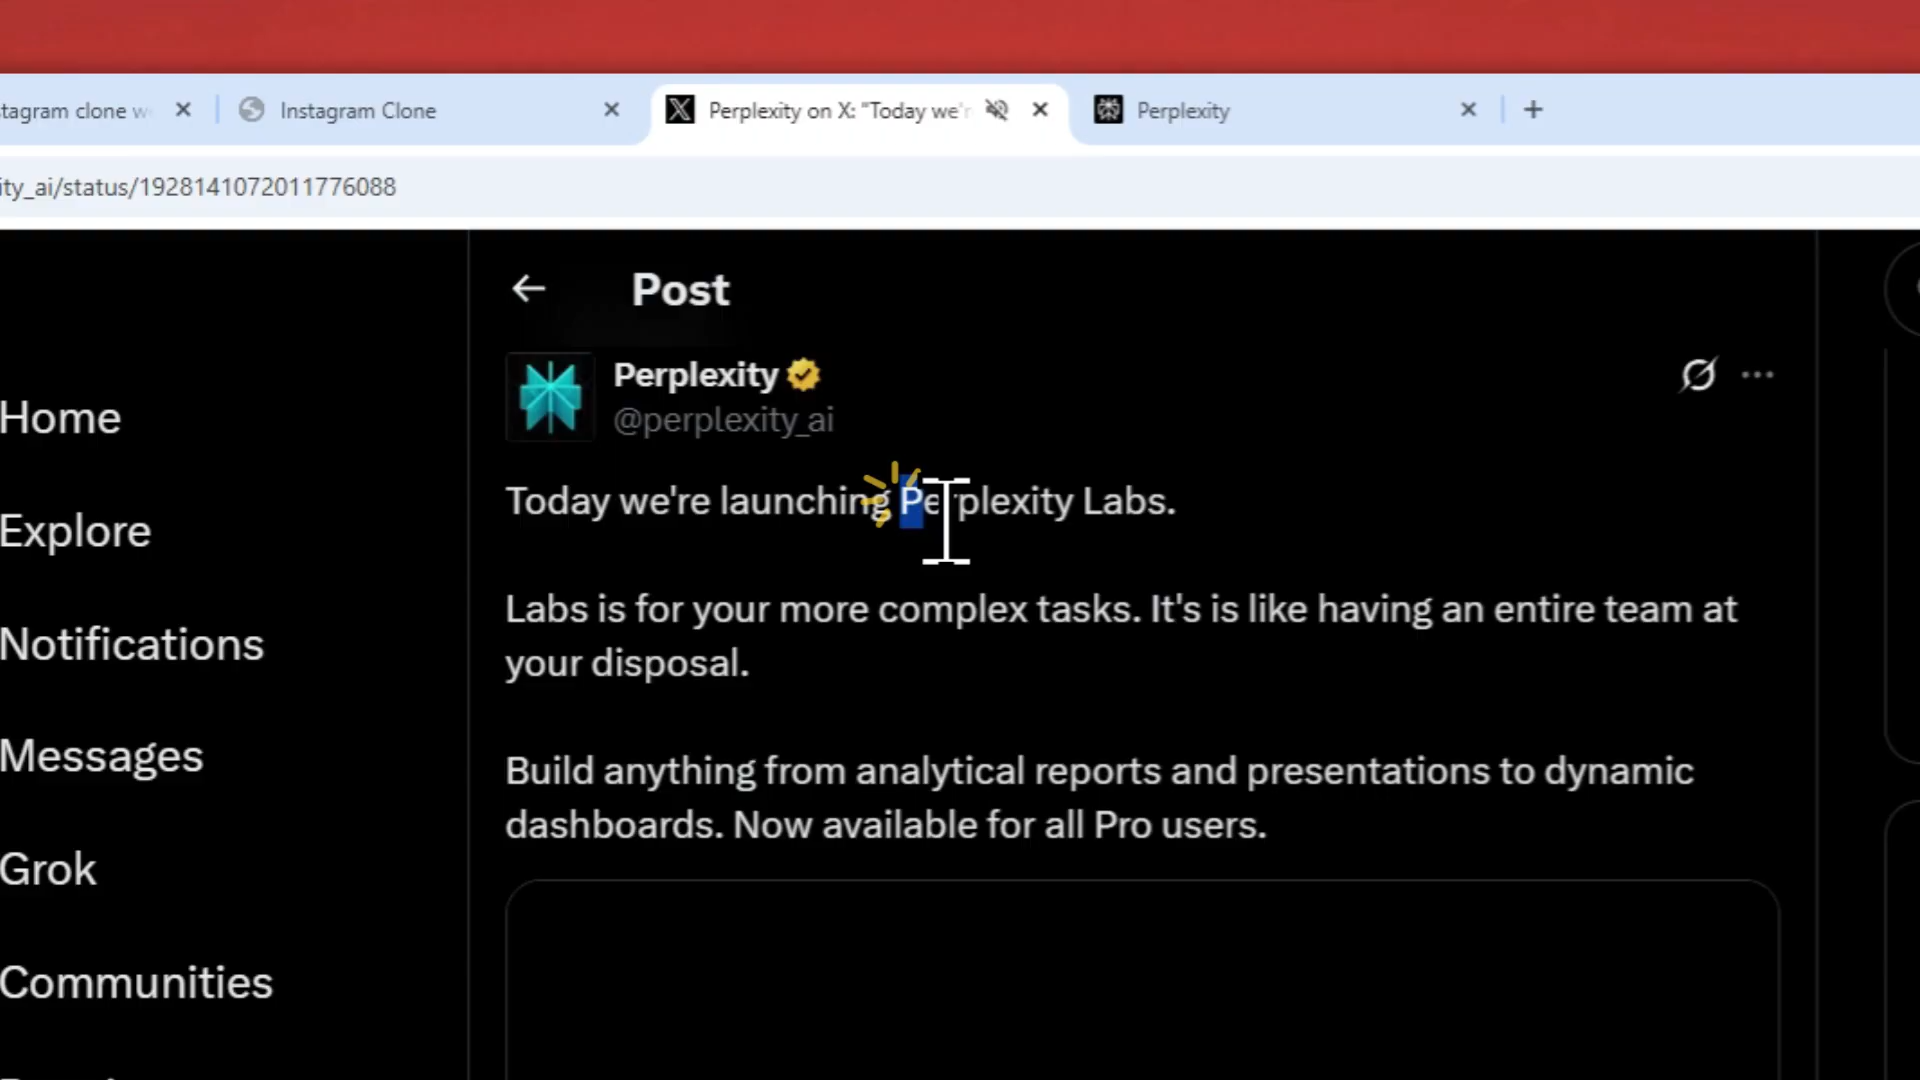 stagram clone w
Instagram Clone
Perplexity on X: "Today we'r
Perplexity
ity_ai/status/1928141072011776088
Post
Perplexity
@perplexity_ai
Home
Explore
Notifications
Messages
Grok
Communities
Today we're launching Perplexity Labs.
Labs is for your more complex tasks. It's is like having an entire team at
your disposal.
Build anything from analytical reports and presentations to dynamic
dashboards. Now available for all Pro users.